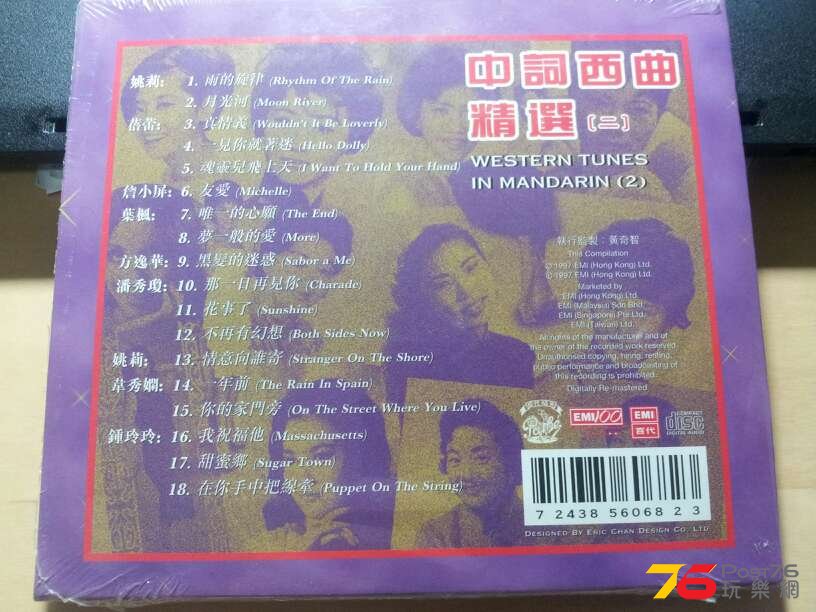 中詞西曲
精選〔二〕
WESTERN TUNES
IN MANDARIN (2)
姚莉： 1. 雨的旋律 (Rhythm Of The Rain)
2. 月光河 (Moon River)
蓓蕾： 3. 真情義 (Wouldn't It Be Loverly)
4. 一見你就著迷 (Hello Dolly)
5. 魂靈兒飛上天 (I Want To Hold Your Hand)
詹小屏： 6. 友愛 (Michelle)
葉楓： 7. 唯一的心願 (The End)
8. 夢一般的愛 (More)
方逸華： 9. 黑髮的迷惑 (Sabor a Me)
潘秀瓊： 10. 那一日再見你 (Charade)
11. 花事了 (Sunshine)
12. 不再有幻想 (Both Sides Now)
姚莉： 13. 情意向誰寄 (Stranger On The Shore)
韋秀嫻： 14. 一年前 (The Rain In Spain)
15. 你的家門旁 (On The Street Where You Live)
鍾玲玲： 16. 我祝福他 (Massachusetts)
17. 甜蜜鄉 (Sugar Town)
18. 在你手中把線牽 (Puppet On The String)
執行監製：黃奇智
This Compilation
℗ 1997 EMI (Hong Kong) Ltd.
© 1997 EMI (Hong Kong) Ltd.
Marketed by
EMI (Hong Kong) Ltd.
EMI (Malaysia) Sdn Bhd.
EMI (Singapore) Pte Ltd.
EMI (Taiwan) Ltd.
All rights of the manufacturer and of
the owner of the recorded work reserved.
Unauthorised copying, hiring, renting,
public performance and broadcasting of
this recording is prohibited.
Digitally Re-mastered
Pathé
EMI100
EMI
百代
COMPACT
disc
DIGITAL AUDIO
7 24385 60682 3
DESIGNED BY ERIC CHAN DESIGN CO. LTD
76 Post76
玩樂網